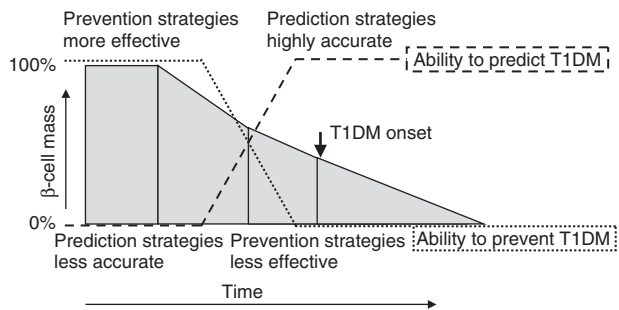 Prevention strategies
more effective
Prediction strategies
highly accurate
100%
Ability to predict T1DM
T1DM onset
β-cell mass
0%
Prediction strategies
less accurate
Prevention strategies
less effective
Ability to prevent T1DM
Time